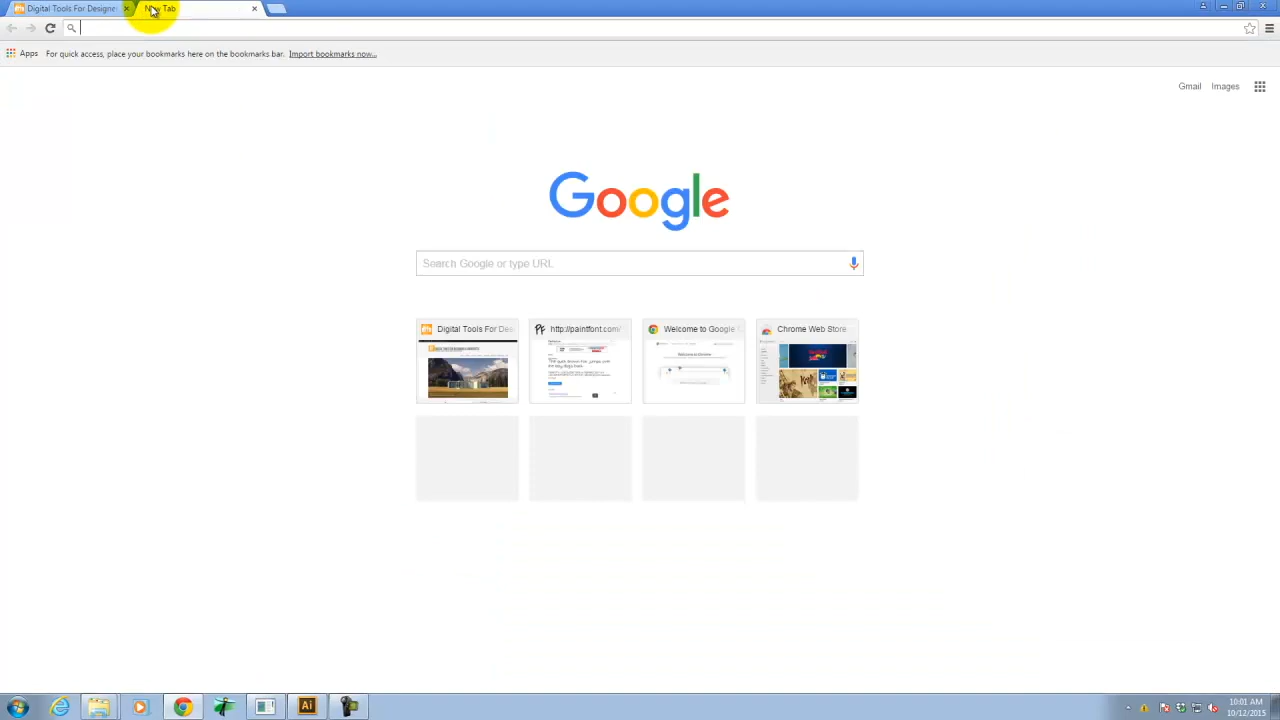 Digital Tools For Designe
New Tab
Apps
For quick access, place your bookmarks here on the bookmarks bar.
Import bookmarks now...
Gmail
Images
Google
Search Google or type URL
Digital Tools For Des
http://paintfont.com/
Welcome to Google
Chrome Web Store
Ai
10:01 AM
10/12/2015